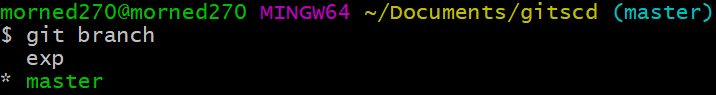 morned270@morned270 MINGW64 ~/Documents/gitscd (master)
$ git branch
  exp
* master